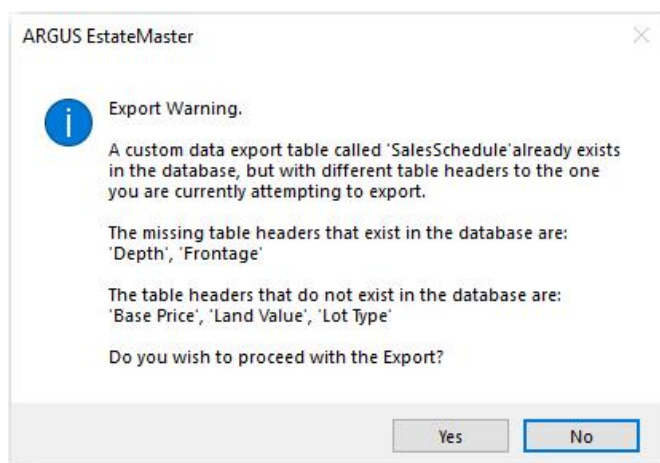 ARGUS EstateMaster
Export Warning.
A custom data export table called 'SalesSchedule'already exists
in the database, but with different table headers to the one
you are currently attempting to export.
The missing table headers that exist in the database are:
'Depth', 'Frontage'
The table headers that do not exist in the database are:
'Base Price', 'Land Value', 'Lot Type'
Do you wish to proceed with the Export?
Yes
No